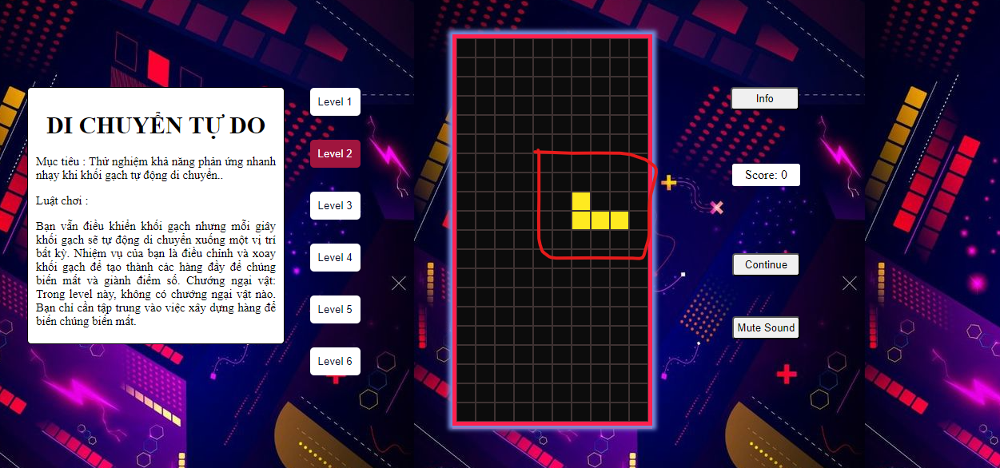 DI CHUYỂN TỰ DO
Mục tiêu : Thử nghiệm khả năng phản ứng nhanh
nhạy khi khối gạch tự động di chuyển..
Luật chơi :
Bạn vẫn điều khiển khối gạch nhưng mỗi giây
khối gạch sẽ tự động di chuyển xuống một vị trí
bất kỳ. Nhiệm vụ của bạn là điều chỉnh và xoay
khối gạch để tạo thành các hàng đầy để chúng
biến mất và giành điểm số. Chướng ngại vật:
Trong level này, không có chướng ngại vật nào.
Bạn chỉ cần tập trung vào việc xây dựng hàng để
biến chúng biến mất.
Level 1
Level 2
Level 3
Level 4
Level 5
Level 6
Info
Score: 0
Continue
Mute Sound